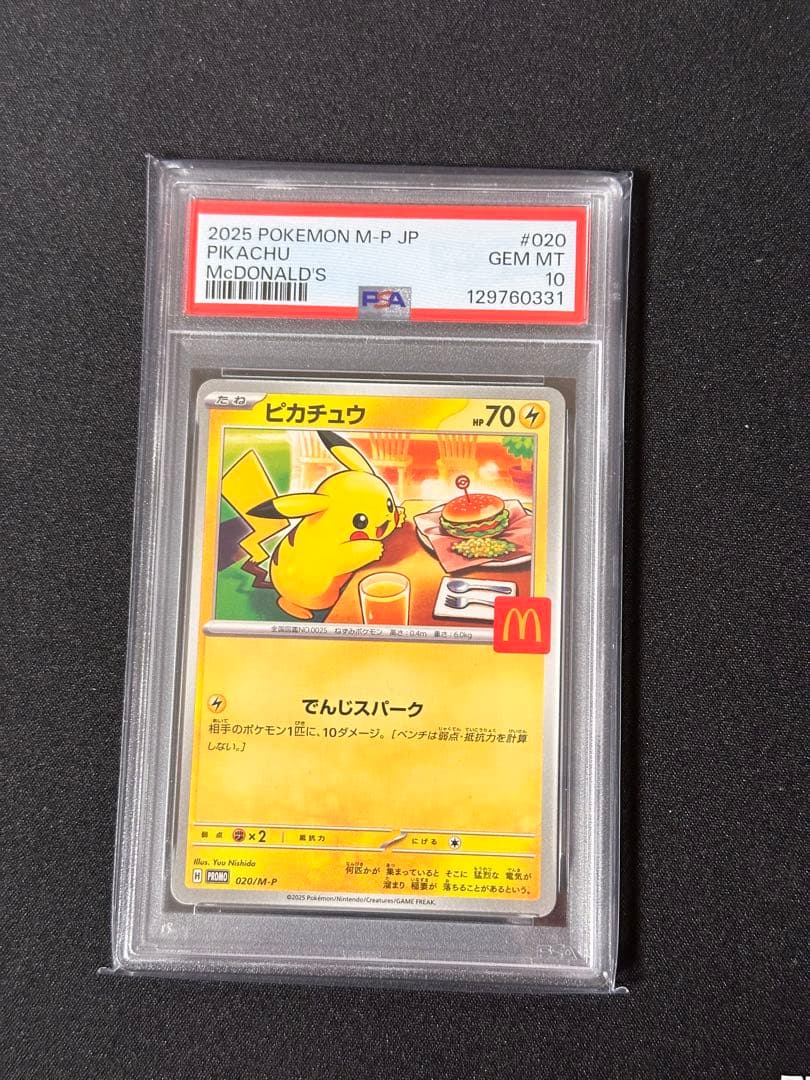 2025 POKEMON M-P JP #020
PIKACHU GEM MT
McDONALD'S 10
PSA 129760331
たね ピカチュウ HP70
全国図鑑NO.0025 ねずみポケモン 高さ:0.4m 重さ:6.0kg
でんじスパーク
相手のポケモン1匹に、10ダメージ。[ベンチは弱点・抵抗力を計算
しない。]
弱点 ×2 抵抗力 にげる
Illus. Yuu Nishida
何匹かが 集まっていると そこに 猛烈な 電気が
溜まり 稲妻が 落ちることがあるという。
H PROMO 020/M-P
©2025 Pokémon/Nintendo/Creatures/GAME FREAK.